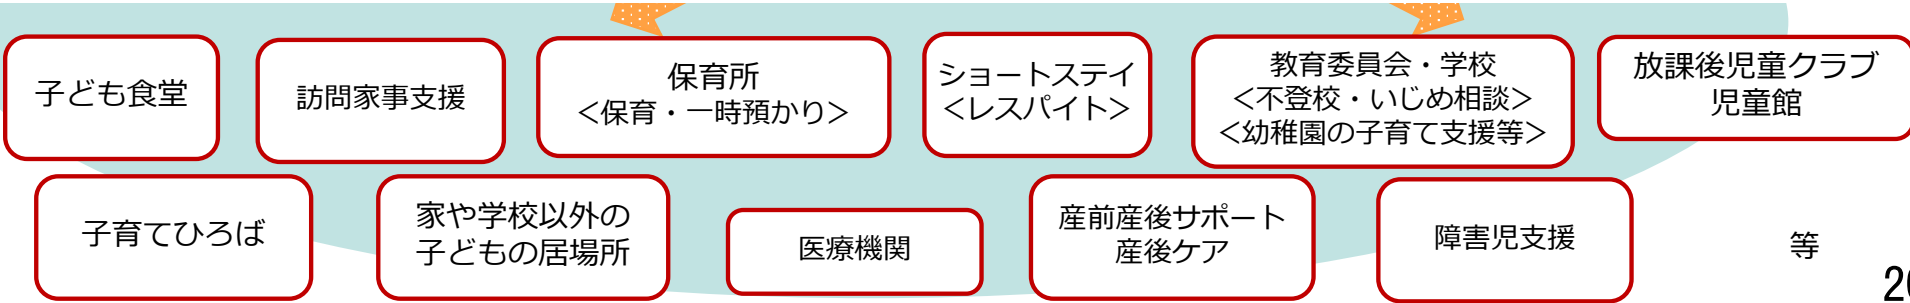 子ども食堂
訪問家事支援
保育所
<保育・一時預かり>
ショートステイ
<レスパイト>
教育委員会・学校
<不登校・いじめ相談>
<幼稚園の子育て支援等>
放課後児童クラブ
児童館
子育てひろば
家や学校以外の
子どもの居場所
医療機関
産前産後サポート
産後ケア
障害児支援
等